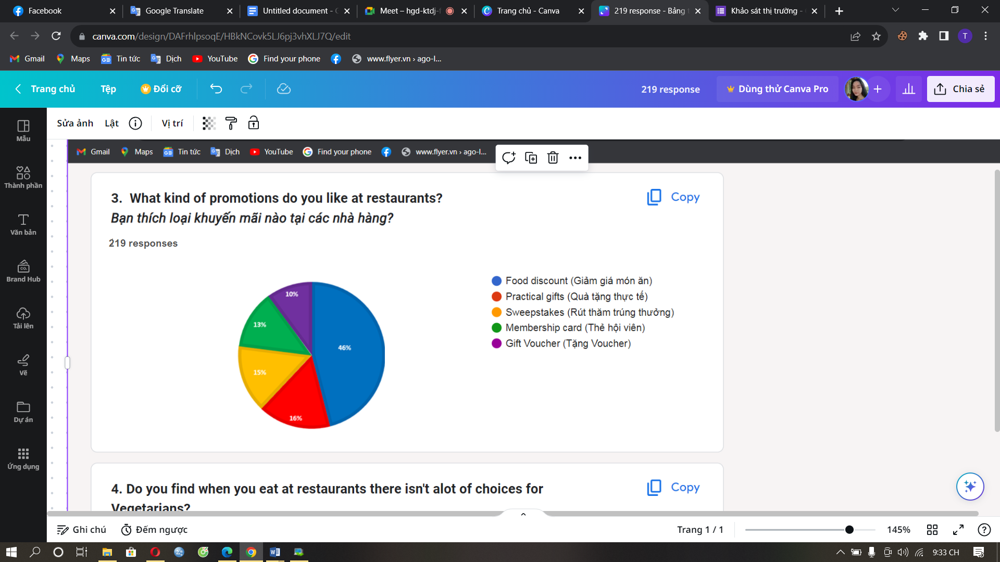 Facebook
Google Translate
Untitled document -
Meet – hgd-ktdj-f
Trang chủ - Canva
219 response - Bảng t
Khảo sát thị trường -
canva.com/design/DAFrhlpsoqE/HBkNCovk5LJ6pj3vhXLJ7Q/edit
T
Gmail
Maps
Tin tức
Dịch
YouTube
Find your phone
www.flyer.vn › ago-l...
Trang chủ
Tệp
Đổi cỡ
219 response
Dùng thử Canva Pro
Chia sẻ
Sửa ảnh
Lật
Vị trí
Mẫu
Thành phần
Văn bản
CO.
Brand Hub
Tải lên
Vẽ
Dự án
Ứng dụng
Gmail
Maps
Tin tức
Dịch
YouTube
Find your phone
www.flyer.vn › ago-l...
3. What kind of promotions do you like at restaurants?
Bạn thích loại khuyến mãi nào tại các nhà hàng?
Copy
219 responses
10%
13%
46%
15%
16%
Food discount (Giảm giá món ăn)
Practical gifts (Quà tặng thực tế)
Sweepstakes (Rút thăm trúng thưởng)
Membership card (Thẻ hội viên)
Gift Voucher (Tặng Voucher)
4. Do you find when you eat at restaurants there isn't alot of choices for
Vegetarians?
Copy
Ghi chú
Đếm ngược
Trang 1 / 1
145%
9:33 CH